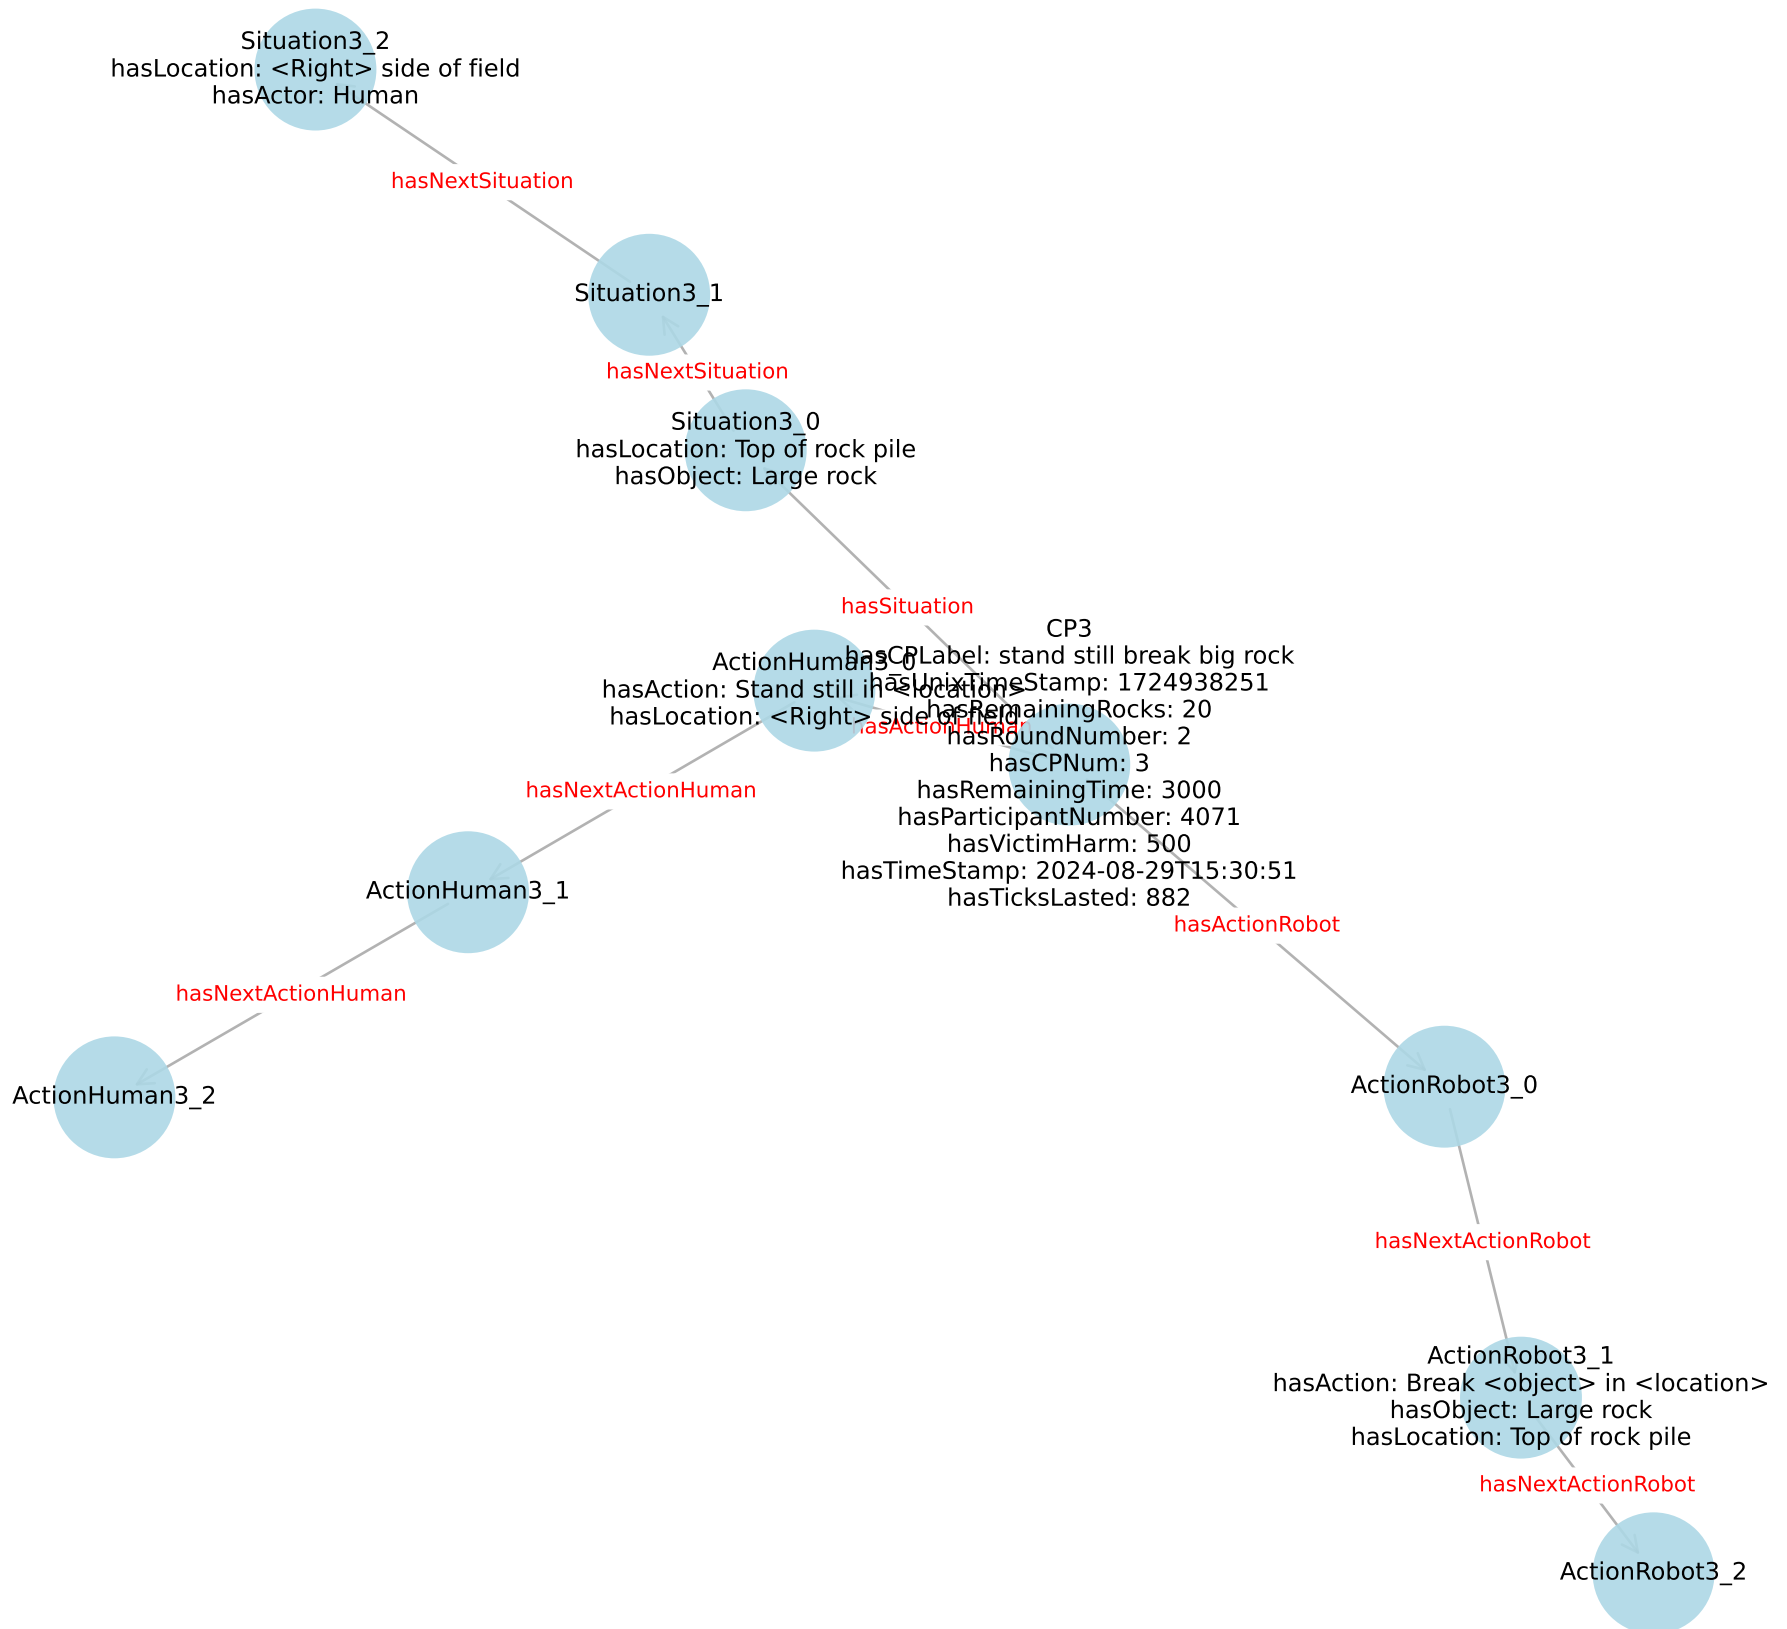 Situation3_2
hasLocation: <Right> side of field
hasActor: Human
hasNextSituation
Situation3_1
hasNextSituation
Situation3_0
hasLocation: Top of rock pile
hasObject: Large rock
hasSituation
CP3
hasCPLabel: stand still break big rock
hasUnixTimeStamp: 1724938251
hasRemainingRocks: 20
hasRoundNumber: 2
hasCPNum: 3
hasRemainingTime: 3000
hasParticipantNumber: 4071
hasVictimHarm: 500
hasTimeStamp: 2024-08-29T15:30:51
hasTicksLasted: 882
ActionHuman3_0
hasAction: Stand still in <location>
hasLocation: <Right> side of field
hasActionHuman
hasNextActionHuman
ActionHuman3_1
hasNextActionHuman
ActionHuman3_2
hasActionRobot
ActionRobot3_0
hasNextActionRobot
ActionRobot3_1
hasAction: Break <object> in <location>
hasObject: Large rock
hasLocation: Top of rock pile
hasNextActionRobot
ActionRobot3_2